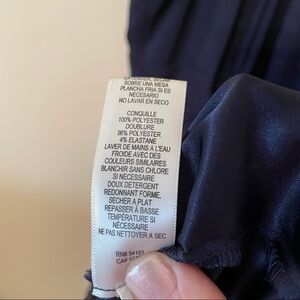 SOBRE UNA MESA
PLANCHA FRIA SI ES
NECESARIO
NO LAVAR EN SECO
CONQUILLE
100% POLYESTER
DOUBLURE
96% POLYESTER
4% ÉLASTANE
LAVER DE MAINS A L'EAU
FROIDE AVEC DES
COULEURS SIMILAIRES
BLANCHIR SANS CHLORE
SI NECESSAIRE
DOUX DETERGENT
REDONNANT FORME,
SECHER A PLAT
REPASSER À BASSE
TEMPÉRATURE SI
NÉCESSAIRE
NE PAS NETTOYER A SEC
RN# 54163
CA#